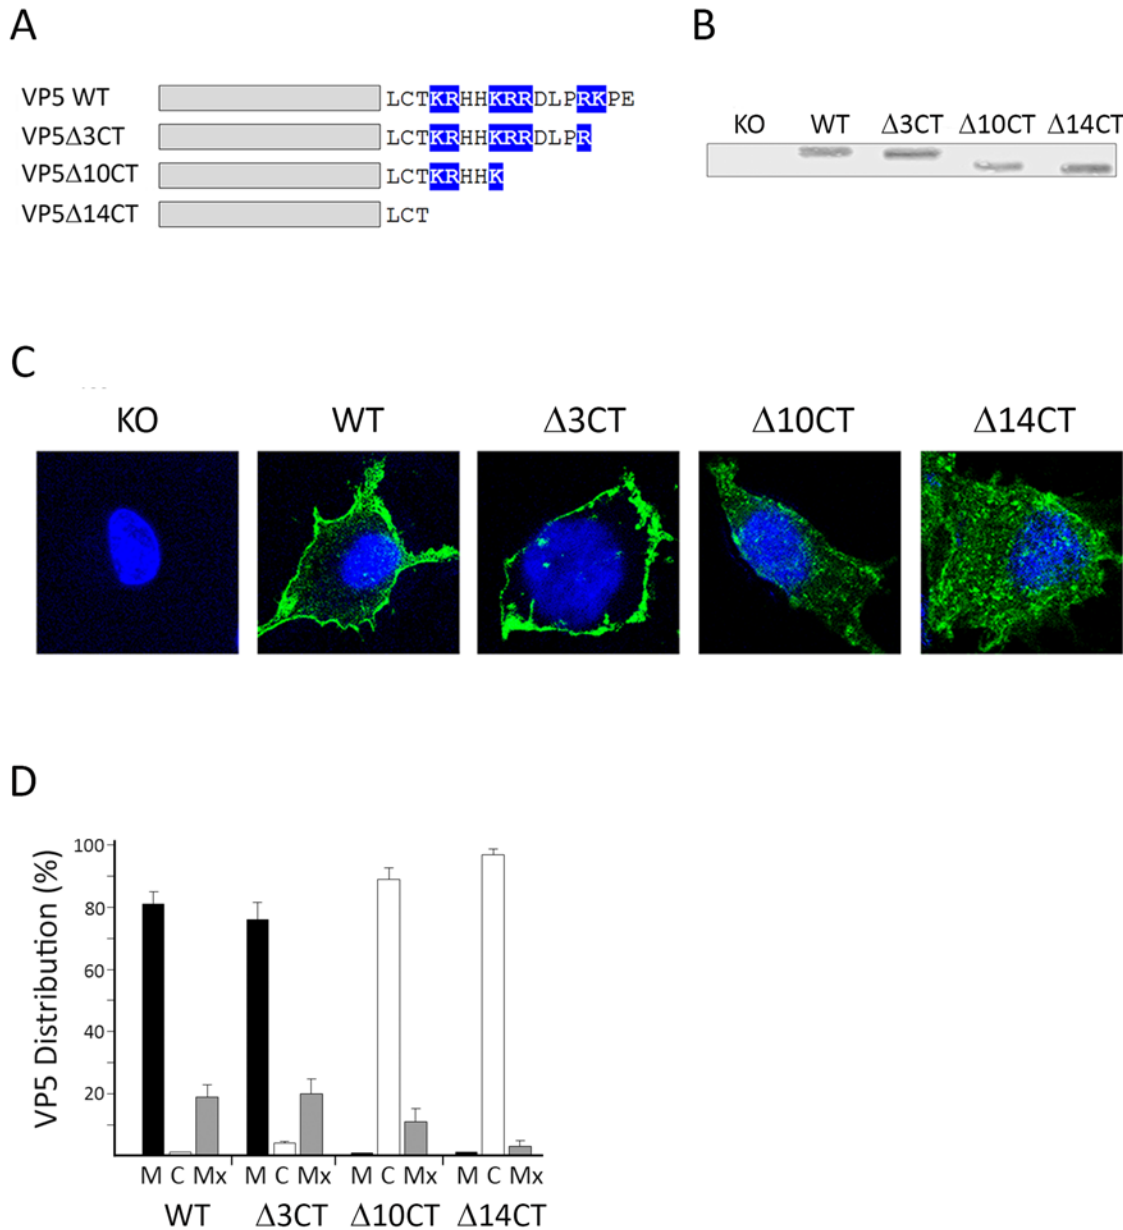 A
VP5 WT LCTKRHHKRRDLPRKPE
VP5Δ3CT LCTKRHHKRRDLPR
VP5Δ10CT LCTKRHHK
VP5Δ14CT LCT
B
KO WT Δ3CT Δ10CT Δ14CT
C
KO WT Δ3CT Δ10CT Δ14CT
D
VP5 Distribution (%)
100
80
60
40
20
M C Mx M C Mx M C Mx M C Mx
WT Δ3CT Δ10CT Δ14CT